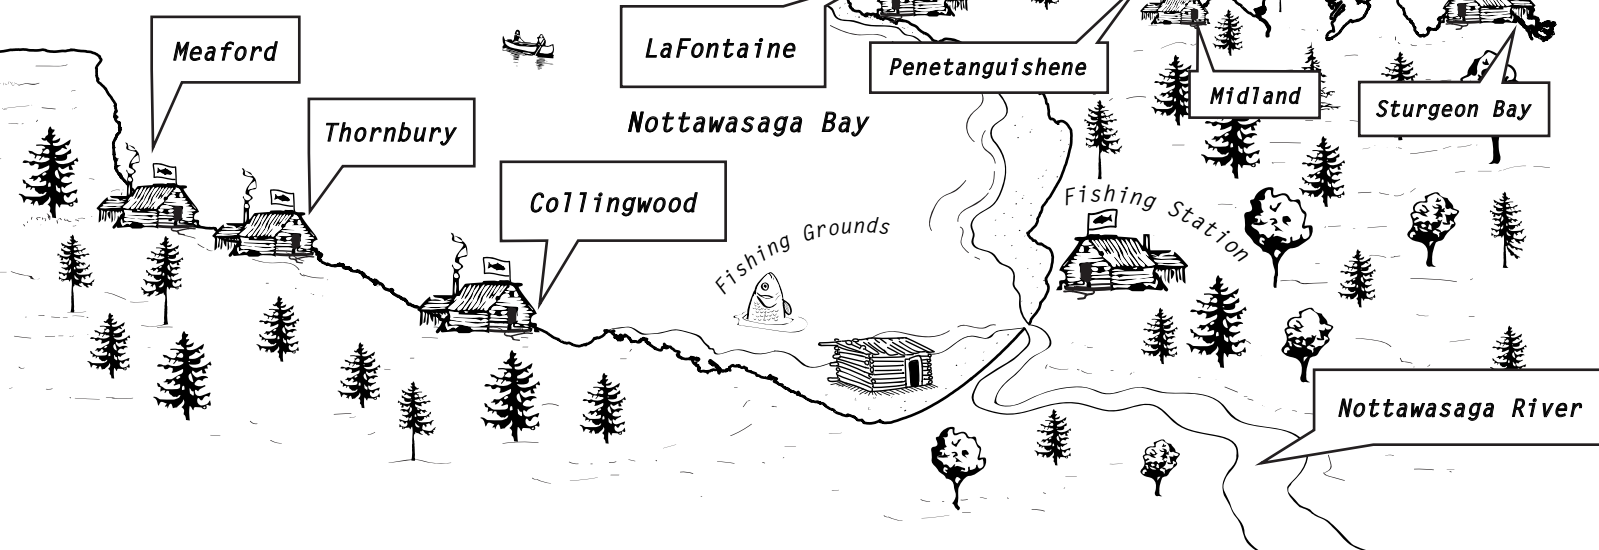 Meaford
LaFontaine
Penetanguishene
Midland
Sturgeon Bay
Thornbury
Nottawasaga Bay
Collingwood
Fishing Station
Fishing Grounds
Nottawasaga River